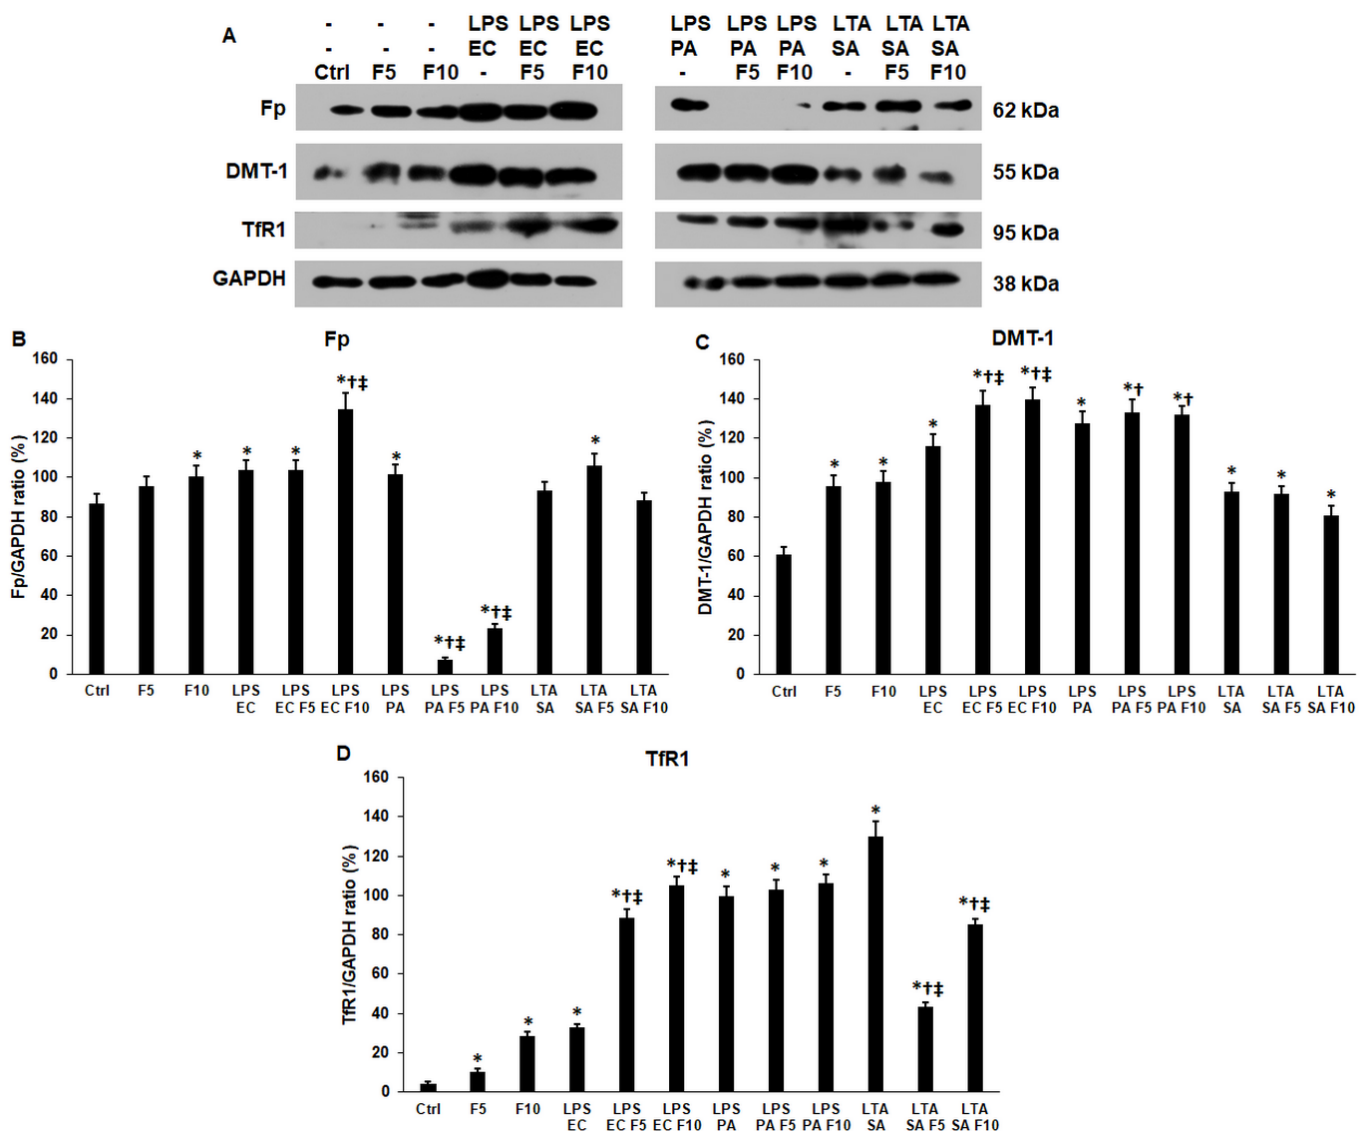 A
- - - LPS LPS LPS LPS LPS LPS LTA LTA LTA
- - - EC EC EC PA PA PA SA SA SA
Ctrl F5 F10 - F5 F10 - F5 F10 - F5 F10
Fp 62 kDa
DMT-1 55 kDa
TfR1 95 kDa
GAPDH 38 kDa
B Fp
Fp/GAPDH ratio (%)
160
140
120
100
80
60
40
20
0
* * * *†‡ * *†‡ *†‡ *
Ctrl F5 F10 LPS LPS LPS LPS LPS LPS LTA LTA LTA
EC EC F5 EC F10 PA PA F5 PA F10 SA SA F5 SA F10
C DMT-1
DMT-1/GAPDH ratio (%)
160
140
120
100
80
60
40
20
0
* * * *†‡ *†‡ * *† *† * * *
Ctrl F5 F10 LPS LPS LPS LPS LPS LPS LTA LTA LTA
EC EC F5 EC F10 PA PA F5 PA F10 SA SA F5 SA F10
D TfR1
TfR1/GAPDH ratio (%)
160
140
120
100
80
60
40
20
0
* * * *†‡ *†‡ * * * * *†‡ *†‡
Ctrl F5 F10 LPS LPS LPS LPS LPS LPS LTA LTA LTA
EC EC F5 EC F10 PA PA F5 PA F10 SA SA F5 SA F10